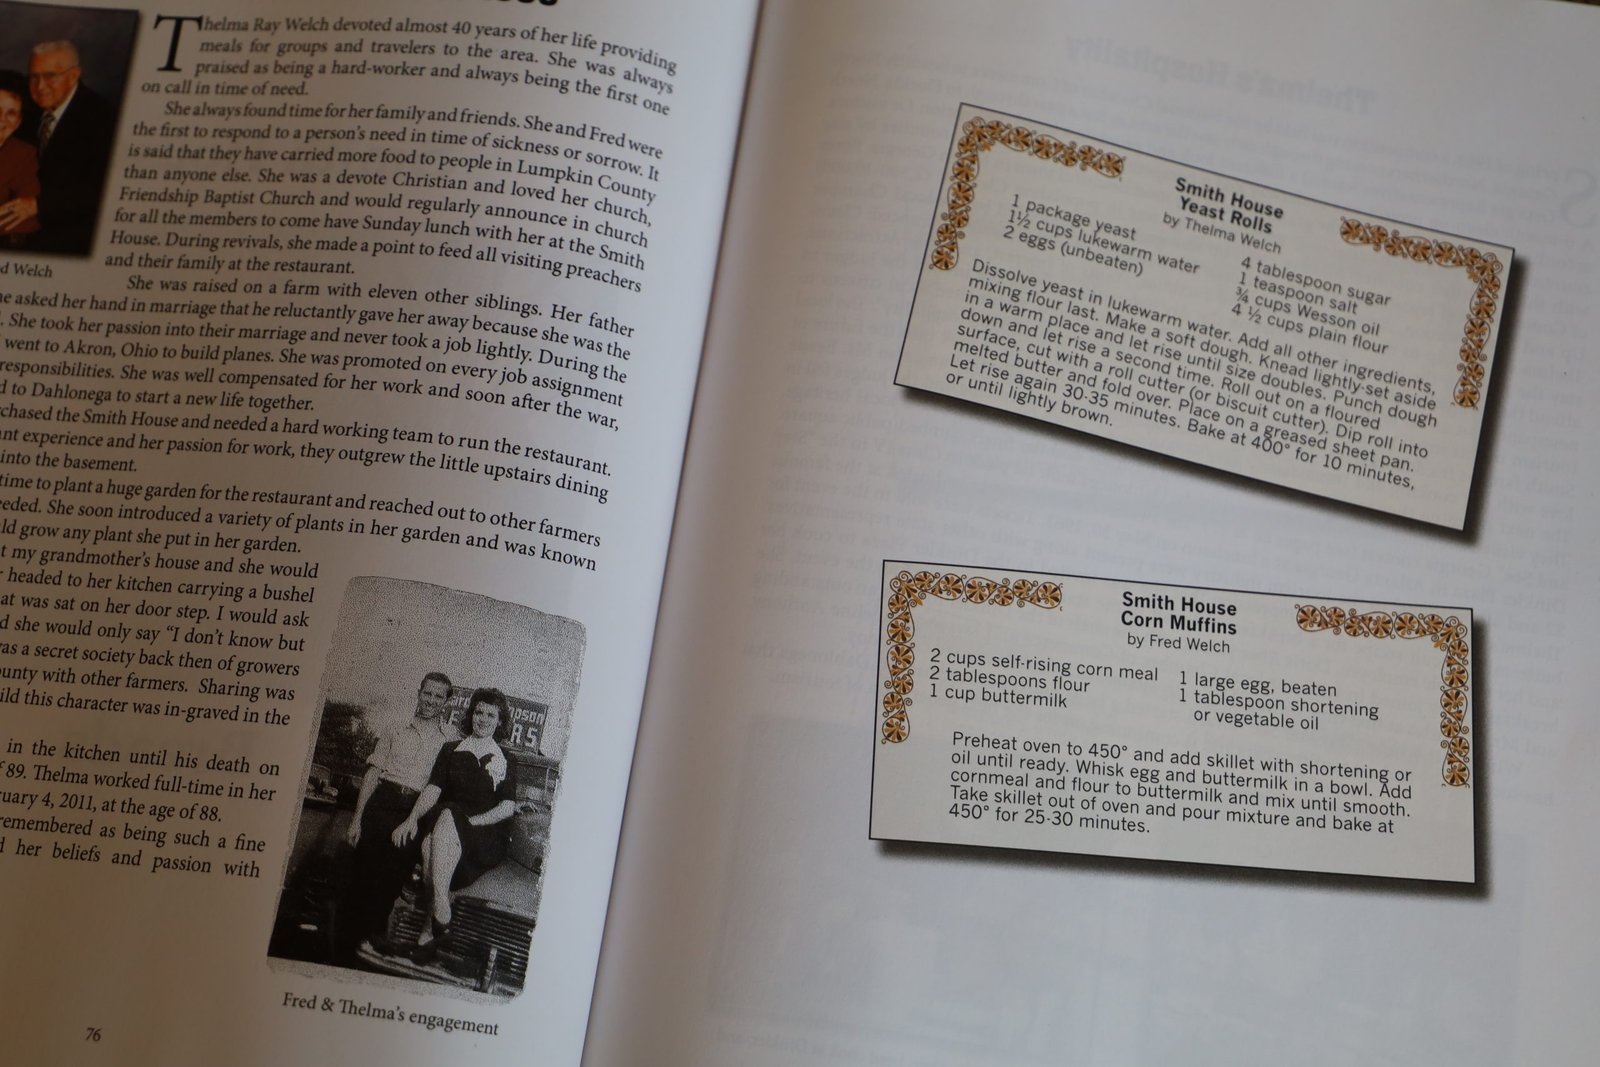 Thelma Ray Welch devoted almost 40 years of her life providing
meals for groups and travelers to the area. She was always
praised as being a hard-worker and always being the first one
on call in time of need.
She always found time for her family and friends. She and Fred were
the first to respond to a person's need in time of sickness or sorrow. It
is said that they have carried more food to people in Lumpkin County
than anyone else. She was a devote Christian and loved her church,
Friendship Baptist Church and would regularly announce in church
for all the members to come have Sunday lunch with her at the Smith
House. During revivals, she made a point to feed all visiting preachers
and their family at the restaurant.
d Welch
She was raised on a farm with eleven other siblings. Her father
he asked her hand in marriage that he reluctantly gave her away because she was the
. She took her passion into their marriage and never took a job lightly. During the
went to Akron, Ohio to build planes. She was promoted on every job assignment
responsibilities. She was well compensated for her work and soon after the war,
d to Dahlonega to start a new life together.
chased the Smith House and needed a hard working team to run the restaurant.
nt experience and her passion for work, they outgrew the little upstairs dining
into the basement.
time to plant a huge garden for the restaurant and reached out to other farmers
eeded. She soon introduced a variety of plants in her garden and was known
ld grow any plant she put in her garden.
t my grandmother's house and she would
r headed to her kitchen carrying a bushel
at was sat on her door step. I would ask
d she would only say "I don't know but
as a secret society back then of growers
unty with other farmers. Sharing was
ild this character was in-graved in the
in the kitchen until his death on
f 89. Thelma worked full-time in her
uary 4, 2011, at the age of 88.
remembered as being such a fine
d her beliefs and passion with
Fred & Thelma's engagement
76
Smith House
Yeast Rolls
by Thelma Welch
1 package yeast
1½ cups lukewarm water
2 eggs (unbeaten)
4 tablespoon sugar
1 teaspoon salt
¾ cups Wesson oil
4 ½ cups plain flour
Dissolve yeast in lukewarm water. Add all other ingredients,
mixing flour last. Make a soft dough. Knead lightly-set aside
in a warm place and let rise until size doubles. Punch dough
down and let rise a second time. Roll out on a floured
surface, cut with a roll cutter (or biscuit cutter). Dip roll into
melted butter and fold over. Place on a greased sheet pan.
Let rise again 30-35 minutes. Bake at 400° for 10 minutes,
or until lightly brown.
Smith House
Corn Muffins
by Fred Welch
2 cups self-rising corn meal
2 tablespoons flour
1 cup buttermilk
1 large egg, beaten
1 tablespoon shortening
or vegetable oil
Preheat oven to 450° and add skillet with shortening or
oil until ready. Whisk egg and buttermilk in a bowl. Add
cornmeal and flour to buttermilk and mix until smooth.
Take skillet out of oven and pour mixture and bake at
450° for 25-30 minutes.